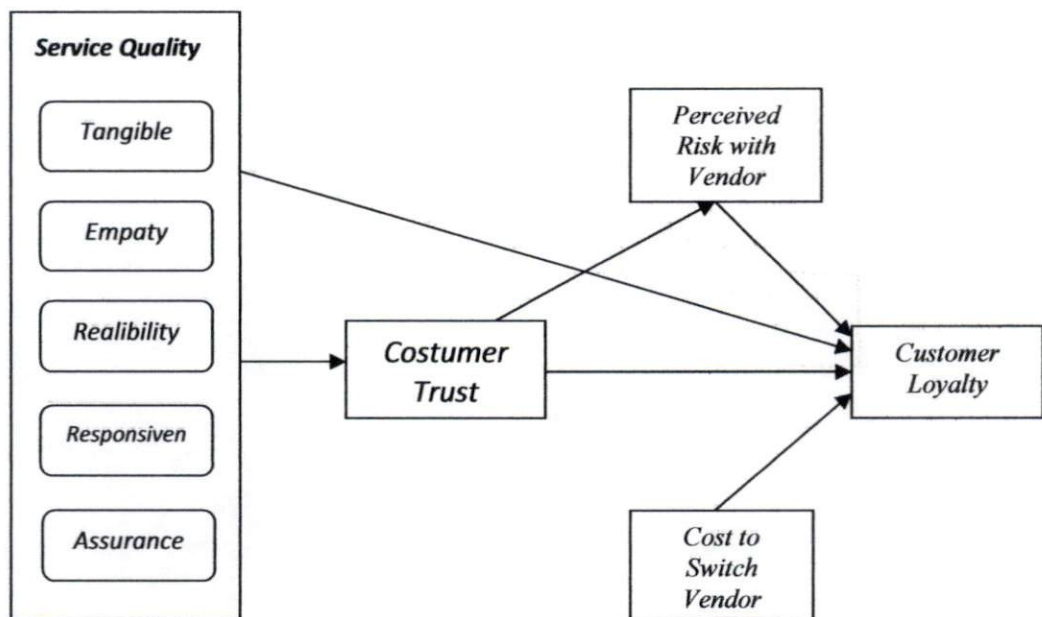 Service Quality
Tangible
Empaty
Realibility
Responsiven
Assurance
Costumer
Trust
Perceived
Risk with
Vendor
Customer
Loyalty
Cost to
Switch
Vendor